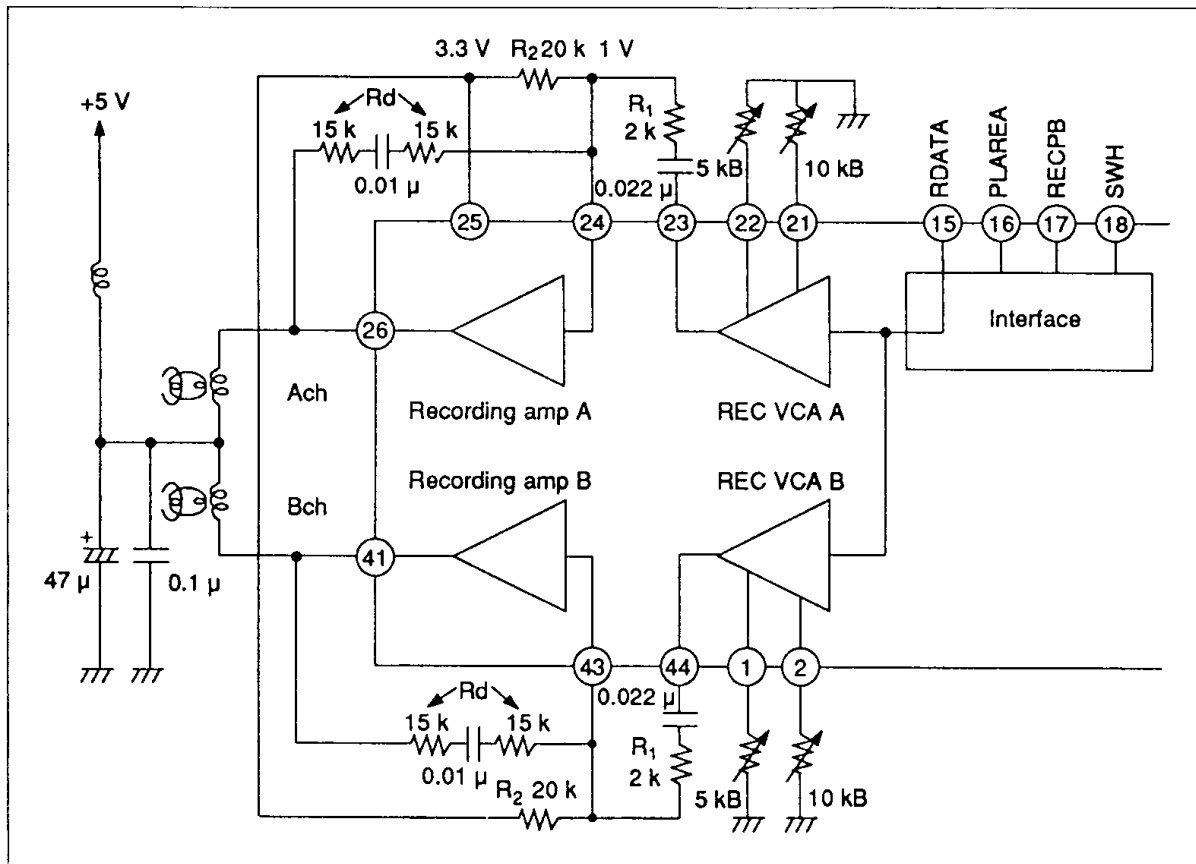 3.3 V R₂ 20 k 1 V
+5 V
Rd
15 k 15 k
0.01 µ
R₁
2 k
0.022 µ
5 kB
10 kB
RDATA
PLAREA
RECPB
SWH
25 24 23 22 21 15 16 17 18
Interface
26
Ach
Recording amp A
REC VCA A
Recording amp B
REC VCA B
Bch
+
47 µ
0.1 µ
41
43 44 1 2
0.022 µ
Rd
15 k 15 k
0.01 µ
R₁
2 k
5 kB
10 kB
R₂ 20 k